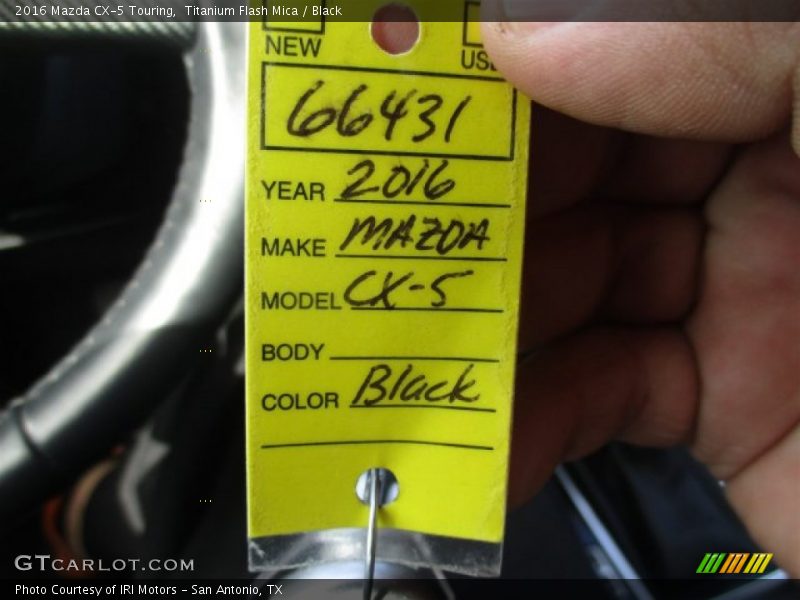 2016 Mazda CX-5 Touring,  Titanium Flash Mica / Black
NEW
66431
YEAR 2016
MAKE MAZDA
MODEL CX-5
BODY
COLOR Black
GTCARLOT.COM
Photo Courtesy of IRI Motors - San Antonio, TX